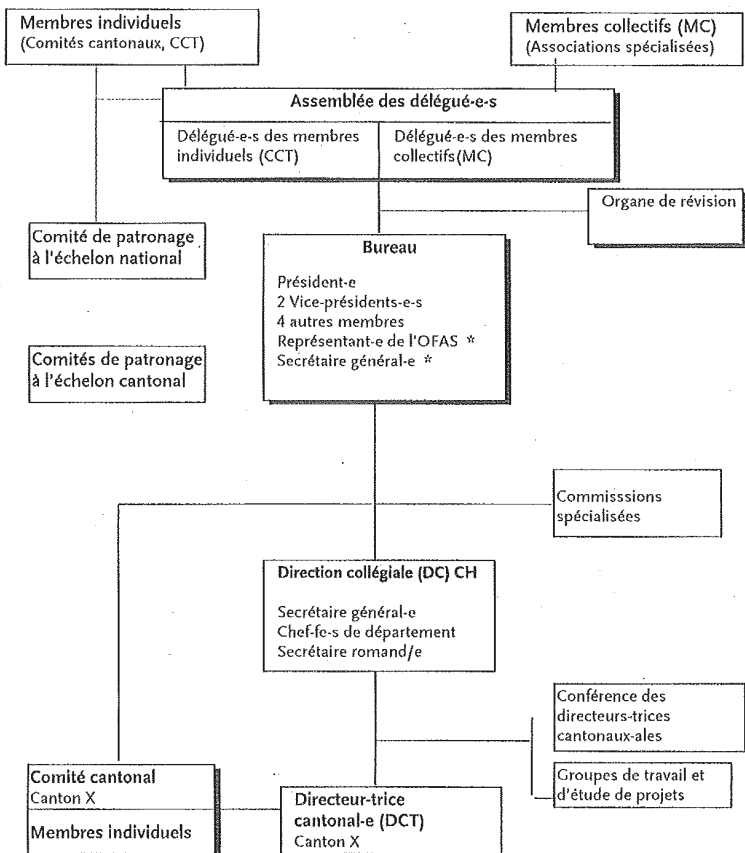 Membres individuels
(Comités cantonaux, CCT)
Membres collectifs (MC)
(Associations spécialisées)
Assemblée des délégué-e-s
Délégué-e-s des membres
individuels (CCT)
Délégué-e-s des membres
collectifs(MC)
Organe de révision
Comité de patronage
à l'échelon national
Bureau
Président-e
2 Vice-présidents-e-s
4 autres membres
Représentant-e de l'OFAS *
Secrétaire général-e *
Comités de patronage
à l'échelon cantonal
Commisssions
spécialisées
Direction collégiale (DC) CH
Secrétaire général-e
Chef-fe-s de département
Secrétaire romand/e
Conférence des
directeurs-trices
cantonaux-ales
Groupes de travail et
d'étude de projets
Comité cantonal
Canton X
Membres individuels
Directeur-trice
cantonal-e (DCT)
Canton X